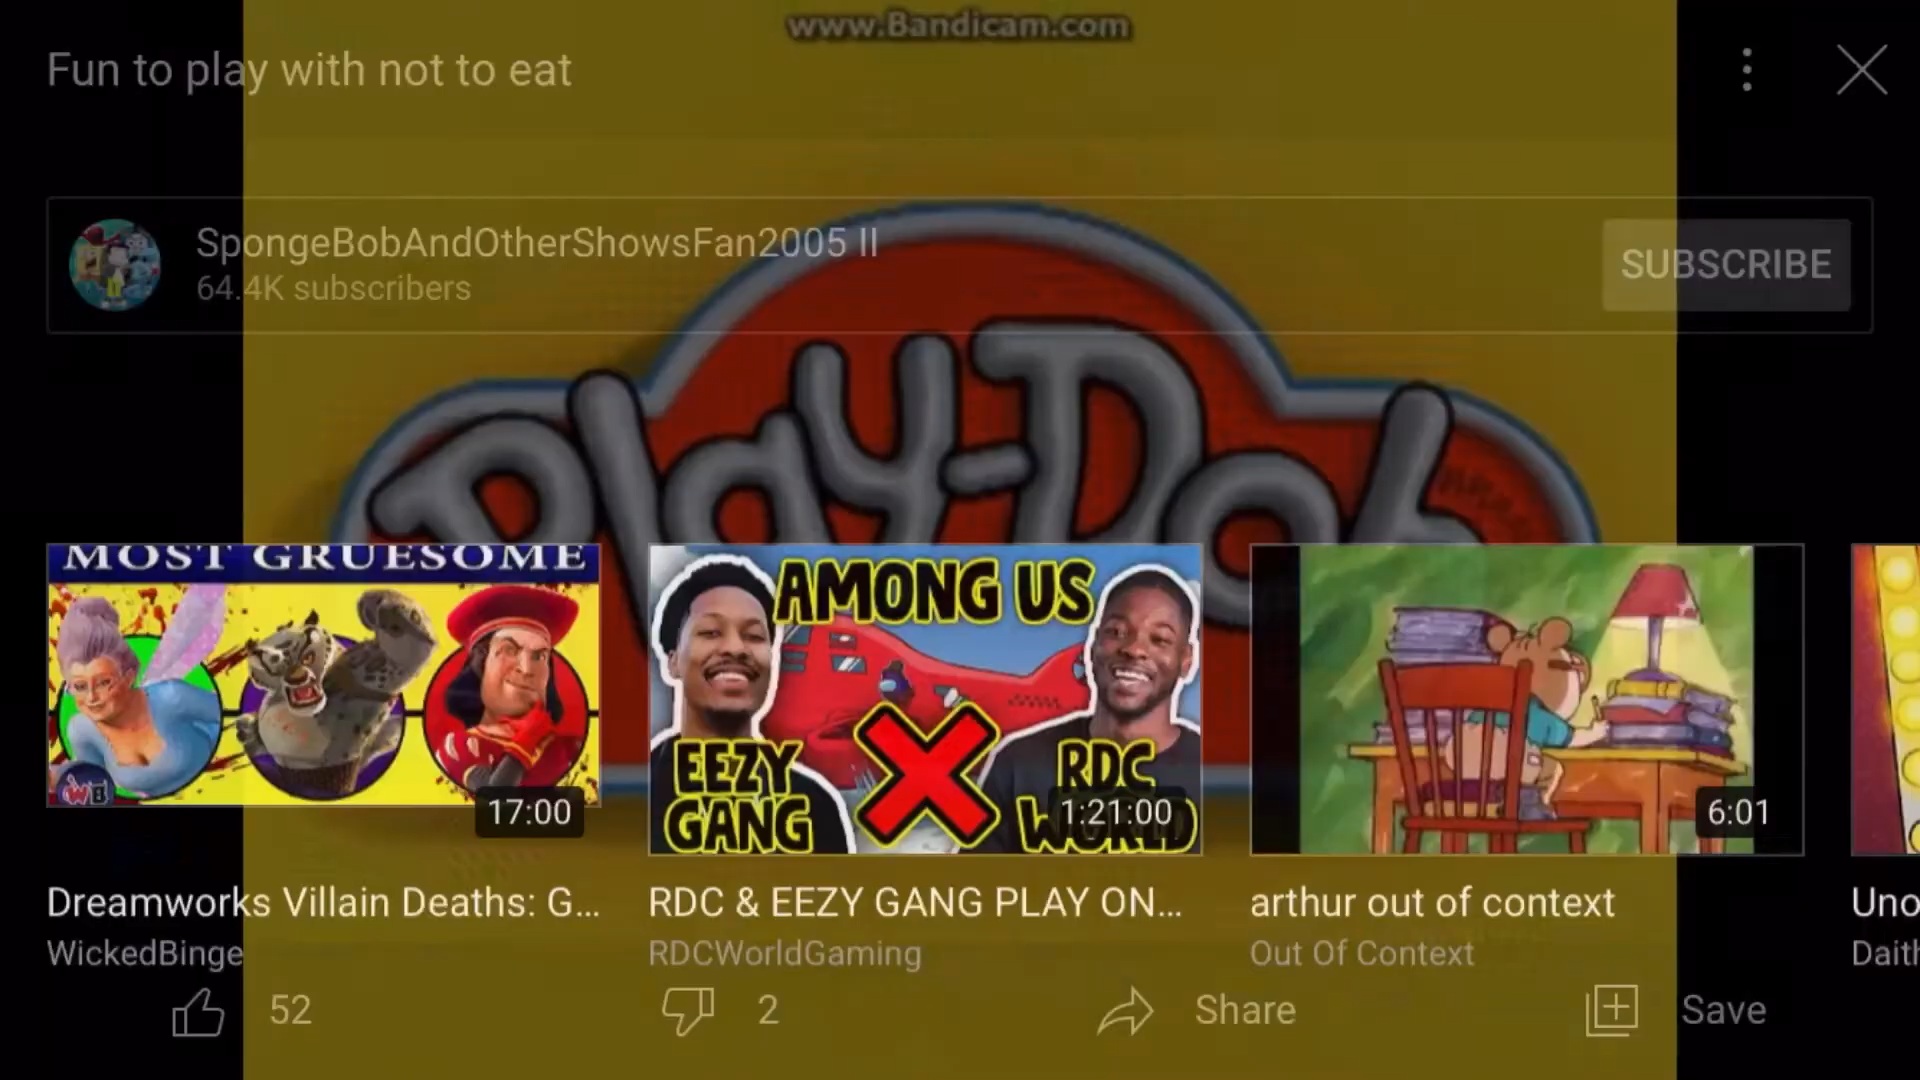 www.Bandicam.com
Fun to play with not to eat
SpongeBobAndOtherShowsFan2005 II
64.4K subscribers
SUBSCRIBE
Play-Doh
MOST GRUESOME
WB
17:00
AMONG US
EEZY
GANG
RDC
WORLD
1:21:00
6:01
Dreamworks Villain Deaths: G...
WickedBinge
RDC & EEZY GANG PLAY ON...
RDCWorldGaming
arthur out of context
Out Of Context
Uno
Daith
52
2
Share
Save